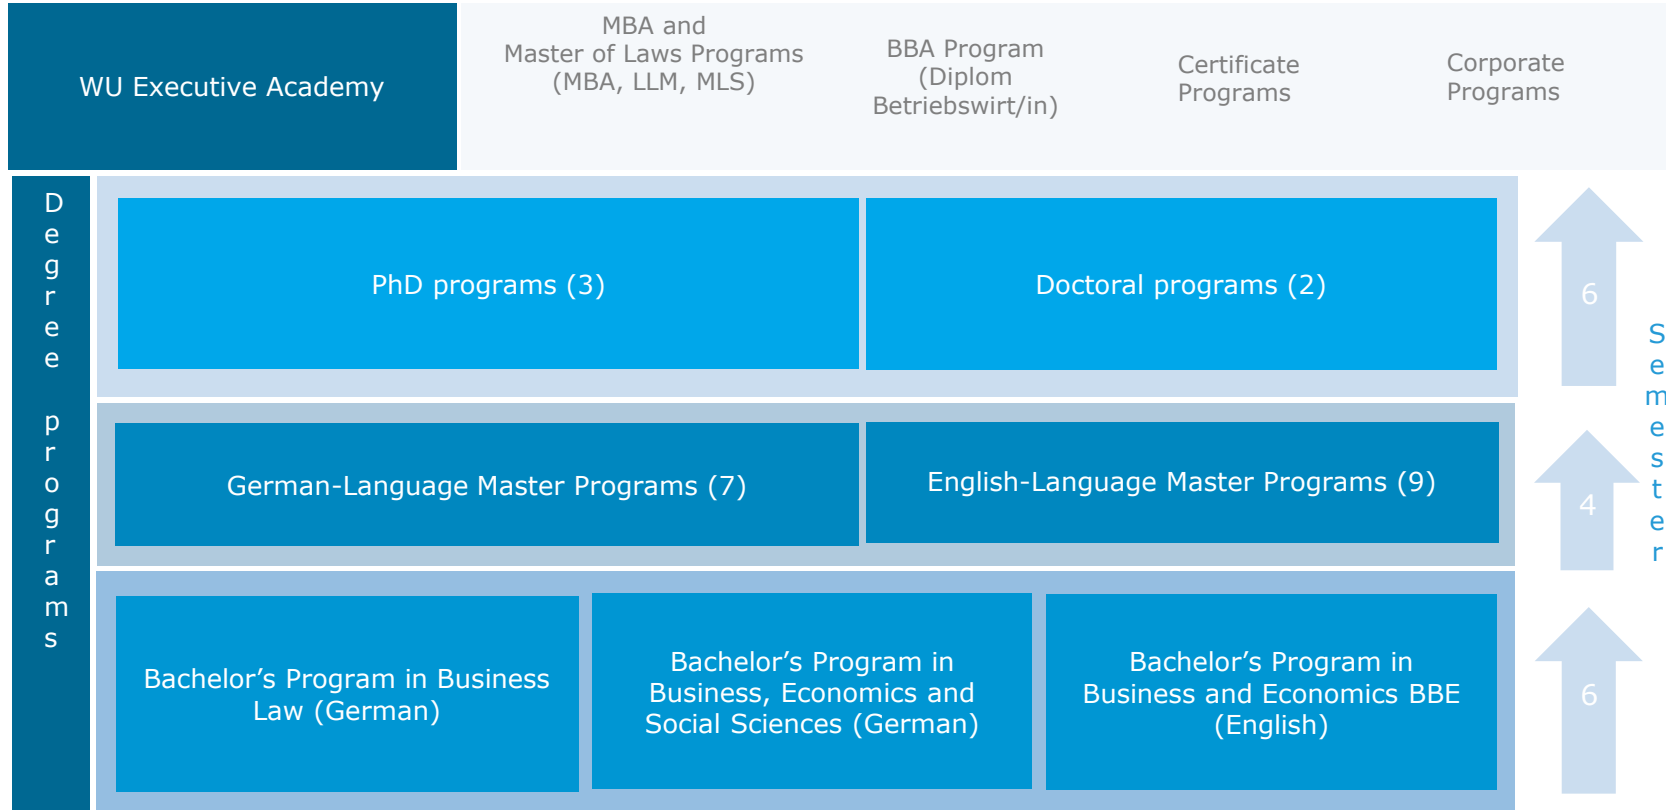 WU Executive Academy
MBA and
Master of Laws Programs
(MBA, LLM, MLS)
BBA Program
(Diplom
Betriebswirt/in)
Certificate
Programs
Corporate
Programs
Degree programs
PhD programs (3)
Doctoral programs (2)
6
German-Language Master Programs (7)
English-Language Master Programs (9)
4
Bachelor’s Program in Business
Law (German)
Bachelor’s Program in
Business, Economics and
Social Sciences (German)
Bachelor’s Program in
Business and Economics BBE
(English)
6
Semester